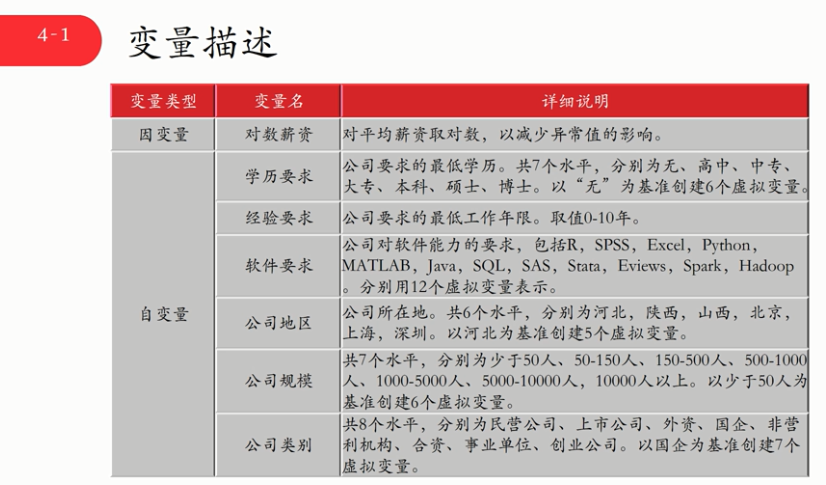 4-1
变量描述
变量类型 变量名 详细说明
因变量 对数薪资 对平均薪资取对数，以减少异常值的影响。
自变量
学历要求
公司要求的最低学历。共7个水平，分别为无、高中、中专、
大专、本科、硕士、博士。以“无”为基准创建6个虚拟变量。
经验要求 公司要求的最低工作年限。取值0-10年。
软件要求
公司对软件能力的要求，包括R，SPSS，Excel，Python，
MATLAB，Java，SQL，SAS，Stata，Eviews，Spark，Hadoop
。分别用12个虚拟变量表示。
公司地区
公司所在地。共6个水平，分别为河北，陕西，山西，北京，
上海，深圳。以河北为基准创建5个虚拟变量。
公司规模
共7个水平，分别为少于50人、50-150人、150-500人、500-1000
人、1000-5000人、5000-10000人，10000人以上。以少于50人为
基准创建6个虚拟变量。
公司类别
共8个水平，分别为民营公司、上市公司、外资、国企、非营
利机构、合资、事业单位、创业公司。以国企为基准创建7个
虚拟变量。